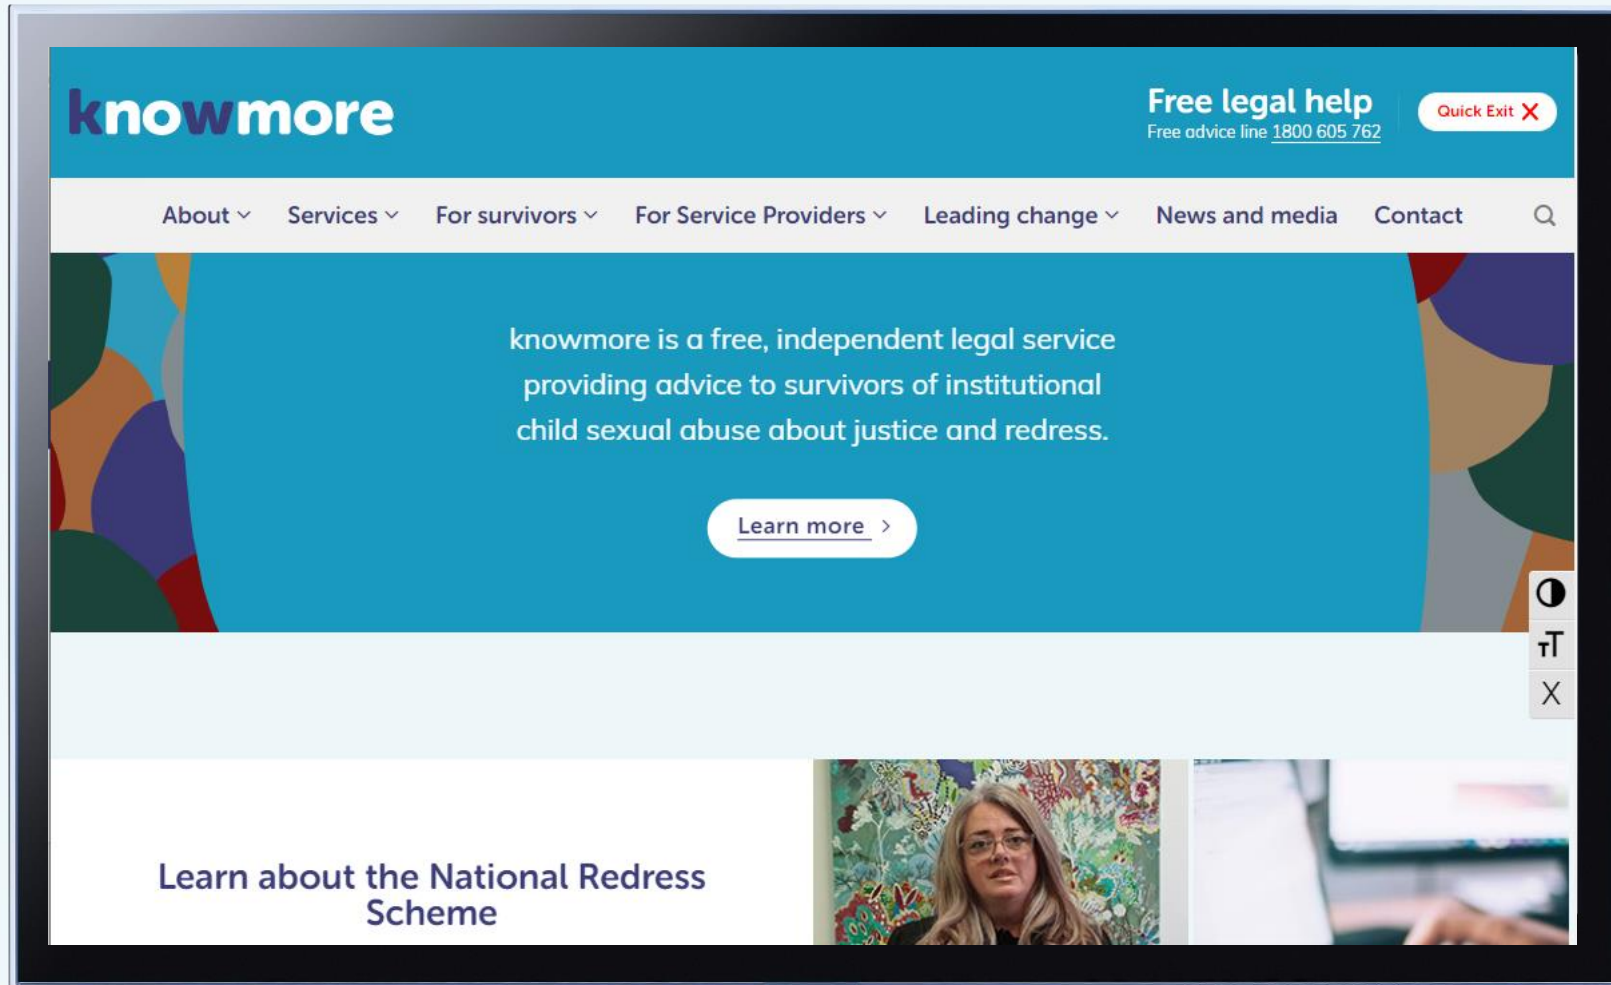 knowmore
Free legal help
Free advice line 1800 605 762
Quick Exit X
About
Services
For survivors
For Service Providers
Leading change
News and media
Contact
knowmore is a free, independent legal service
providing advice to survivors of institutional
child sexual abuse about justice and redress.
Learn more >
TT
X
Learn about the National Redress
Scheme